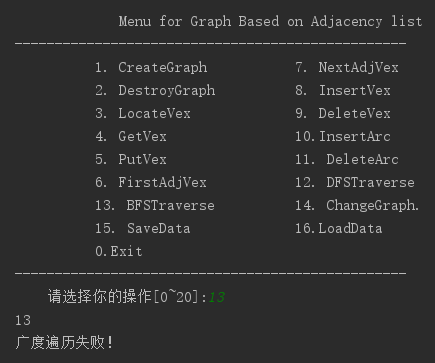 Menu for Graph Based on Adjacency list
-------------------------------------------------
1. CreateGraph 7. NextAdjVex
2. DestroyGraph 8. InsertVex
3. LocateVex 9. DeleteVex
4. GetVex 10.InsertArc
5. PutVex 11. DeleteArc
6. FirstAdjVex 12. DFSTraverse
13. BFSTraverse 14. ChangeGraph.
15. SaveData 16.LoadData
0.Exit
-------------------------------------------------
请选择你的操作[0~20]:13
13
广度遍历失败!